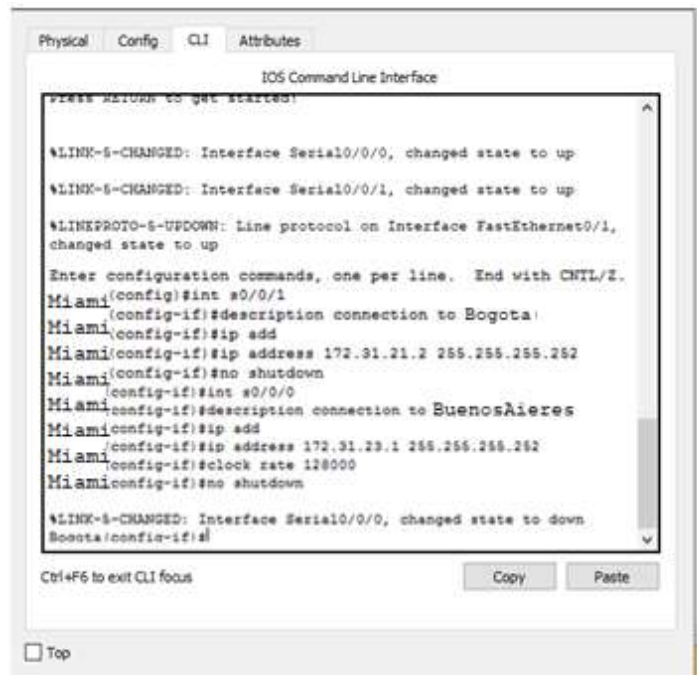 Physical Config CLI Attributes
IOS Command Line Interface
Press RETURN to get started!
%LINK-5-CHANGED: Interface Serial0/0/0, changed state to up
%LINK-5-CHANGED: Interface Serial0/0/1, changed state to up
%LINEPROTO-5-UPDOWN: Line protocol on Interface FastEthernet0/1,
changed state to up
Enter configuration commands, one per line. End with CNTL/Z.
Miami(config)#int s0/0/1
Miami(config-if)#description connection to Bogota
Miami(config-if)#ip add
Miami(config-if)#ip address 172.31.21.2 255.255.255.252
Miami(config-if)#no shutdown
Miami(config-if)#int s0/0/0
Miami(config-if)#description connection to BuenosAieres
Miami(config-if)#ip add
Miami(config-if)#ip address 172.31.23.1 255.255.255.252
Miami(config-if)#clock rate 128000
Miami(config-if)#no shutdown
%LINK-5-CHANGED: Interface Serial0/0/0, changed state to down
Bogota(config-if)#
Ctrl+F6 to exit CLI focus
Copy Paste
Top